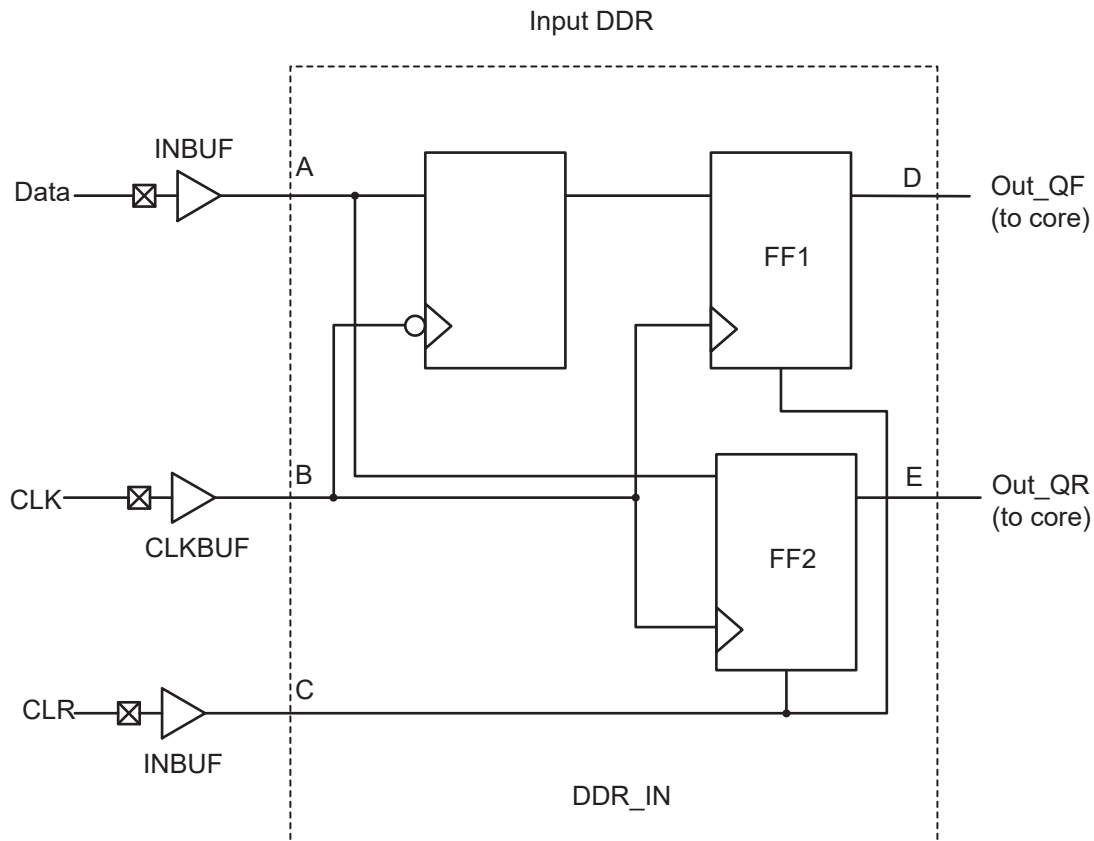 Input DDR
INBUF
A
Data
D
Out_QF
(to core)
FF1
B
E
CLK
Out_QR
(to core)
CLKBUF
FF2
C
CLR
INBUF
DDR_IN